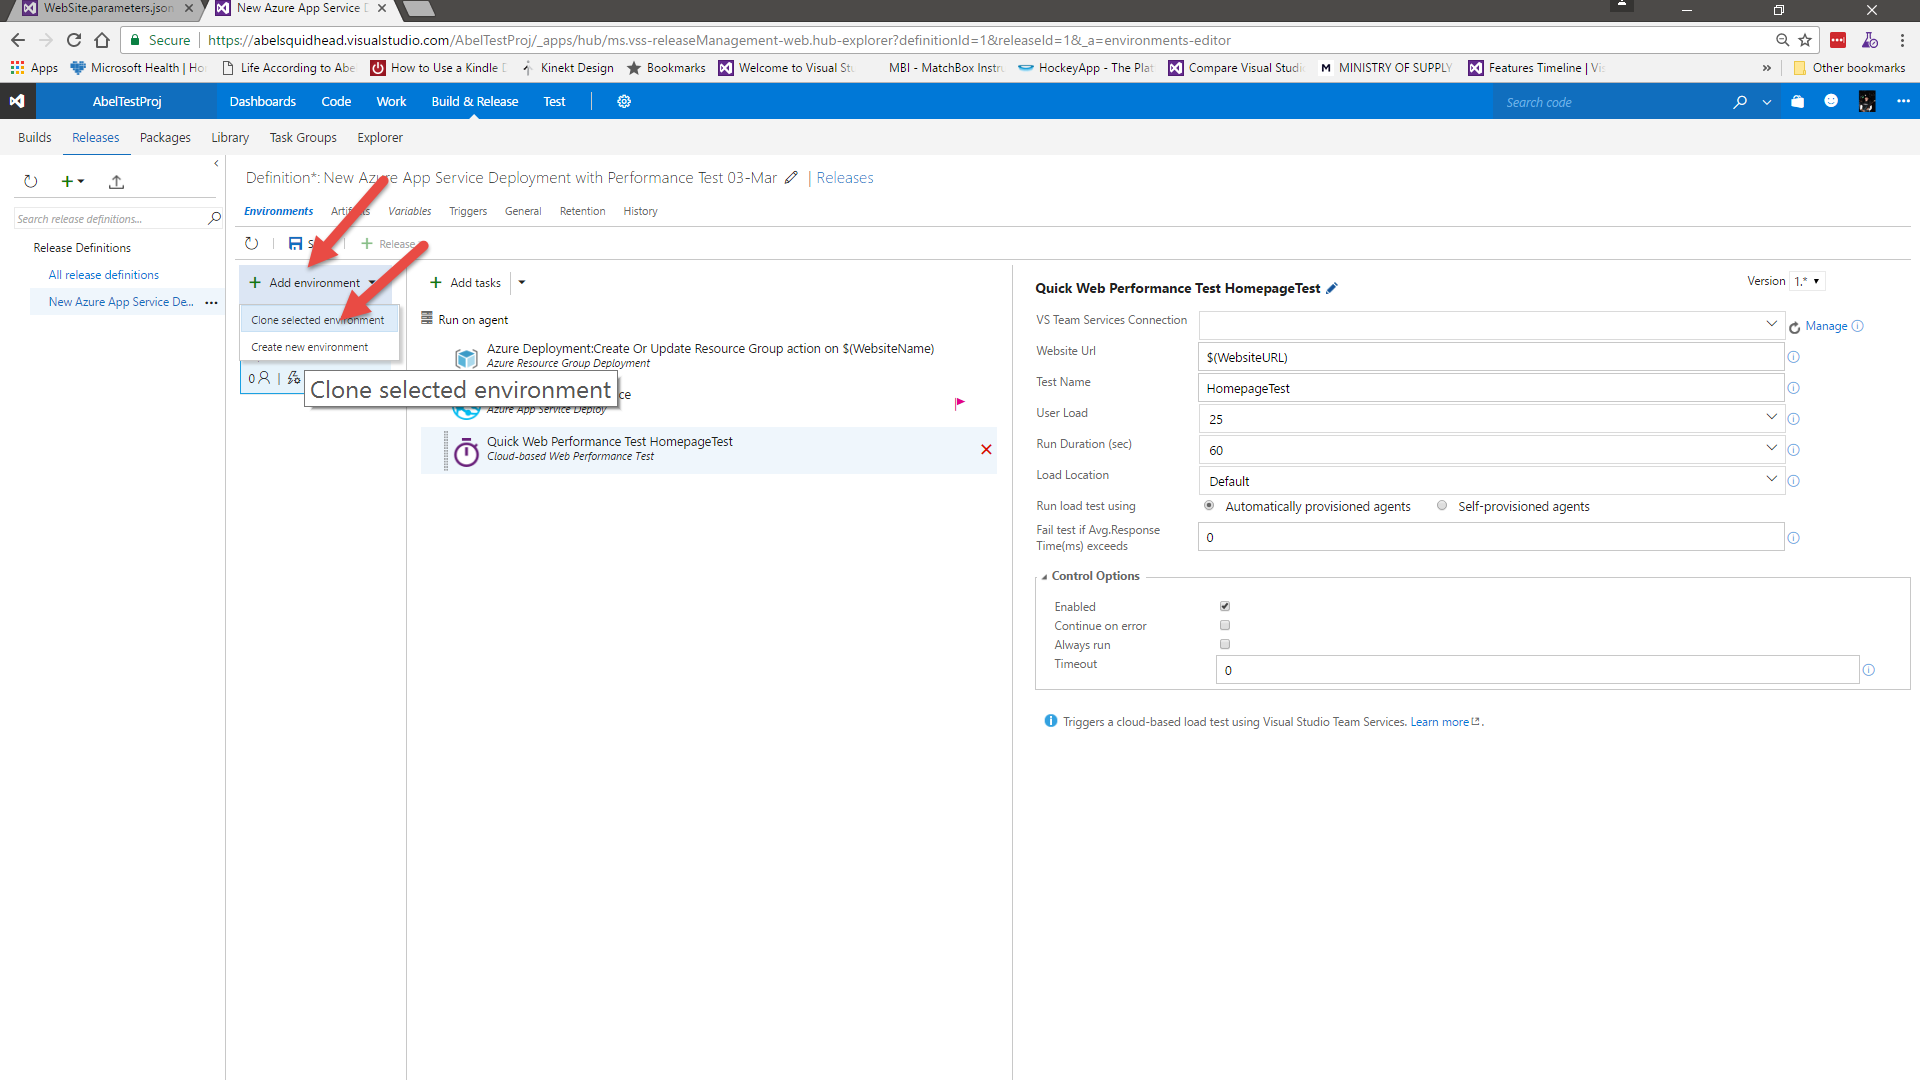 WebSite.parameters.json
New Azure App Service D
Secure
https://abelsquidhead.visualstudio.com/AbelTestProj/_apps/hub/ms.vss-releaseManagement-web.hub-explorer?definitionId=1&releaseId=1&_a=environments-editor
Apps Microsoft Health | Ho Life According to Abe How to Use a Kindle D Kinekt Design Bookmarks Welcome to Visual Stu MBI - MatchBox Instru HockeyApp - The Plat Compare Visual Studi M MINISTRY OF SUPPLY Features Timeline | Vis » Other bookmarks
AbelTestProj Dashboards Code Work Build & Release Test Search code
Builds Releases Packages Library Task Groups Explorer
Definition*: New Azure App Service Deployment with Performance Test 03-Mar | Releases
Search release definitions...
Release Definitions
All release definitions
New Azure App Service De... ...
Environments Variables Triggers General Retention History
Release
Add environment
Clone selected environment
Create new environment
0
Clone selected environment
Add tasks
Run on agent
Azure Deployment:Create Or Update Resource Group action on $(WebsiteName)
Azure Resource Group Deployment
ce
Azure App Service Deploy
Quick Web Performance Test HomepageTest
Cloud-based Web Performance Test
Quick Web Performance Test HomepageTest
Version 1.*
VS Team Services Connection Manage
Website Url $(WebsiteURL)
Test Name HomepageTest
User Load 25
Run Duration (sec) 60
Load Location Default
Run load test using Automatically provisioned agents Self-provisioned agents
Fail test if Avg.Response
Time(ms) exceeds 0
Control Options
Enabled
Continue on error
Always run
Timeout 0
Triggers a cloud-based load test using Visual Studio Team Services. Learn more.